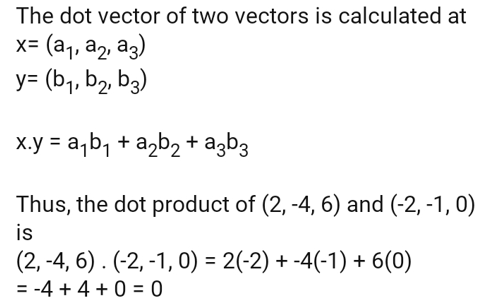 The dot vector of two vectors is calculated at
x= (a₁, a₂, a₃)
y= (b₁, b₂, b₃)
x.y = a₁b₁ + a₂b₂ + a₃b₃
Thus, the dot product of (2, -4, 6) and (-2, -1, 0)
is
(2, -4, 6) . (-2, -1, 0) = 2(-2) + -4(-1) + 6(0)
= -4 + 4 + 0 = 0